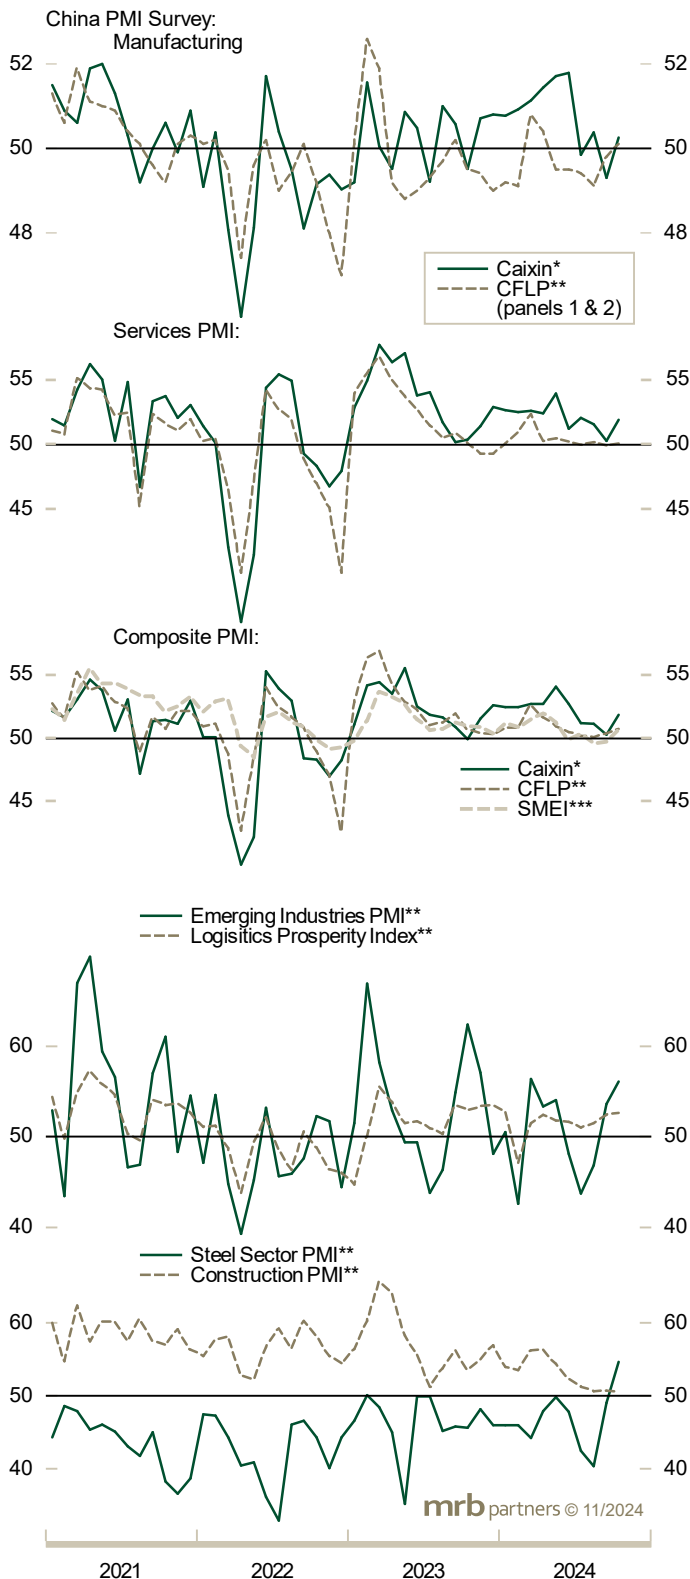 China PMI Survey:
Manufacturing
52 52
50 50
48 48
Caixin*
CFLP**
(panels 1 & 2)
Services PMI:
55 55
50 50
45 45
Composite PMI:
55 55
50 50
Caixin*
CFLP**
SMEI***
45 45
Emerging Industries PMI**
Logisitics Prosperity Index**
60 60
50 50
40 40
Steel Sector PMI**
Construction PMI**
60 60
50 50
40 40
mrb partners © 11/2024
2021 2022 2023 2024